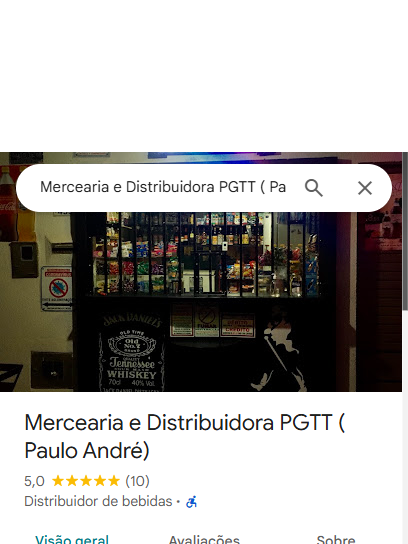 Mercearia e Distribuidora PGTT ( Pa
JACK DANIEL'S
OLD TIME
Old
No. 7
Tennessee
WHISKEY
70cl 40% Vol.
Mercearia e Distribuidora PGTT (
Paulo André)
5,0 ★★★★★ (10)
Distribuidor de bebidas ·
Visão geral Avaliações Sobre